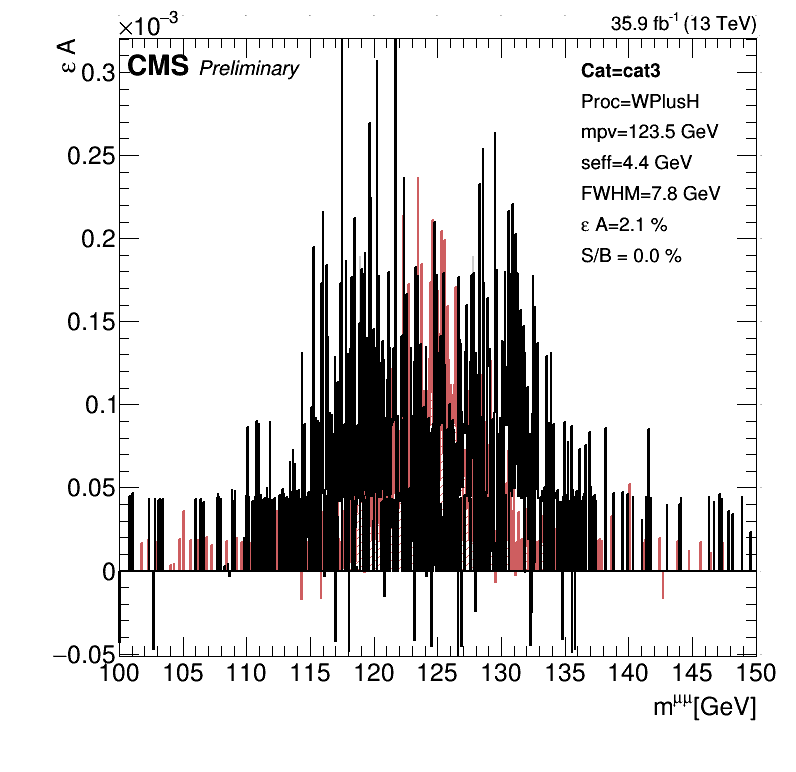 ×10⁻³
35.9 fb⁻¹ (13 TeV)
ε A
CMS Preliminary
Cat=cat3
Proc=WPlusH
mpv=123.5 GeV
seff=4.4 GeV
FWHM=7.8 GeV
ε A=2.1 %
S/B = 0.0 %
0.3
0.25
0.2
0.15
0.1
0.05
0
−0.05
100 105 110 115 120 125 130 135 140 145 150
m^μμ[GeV]